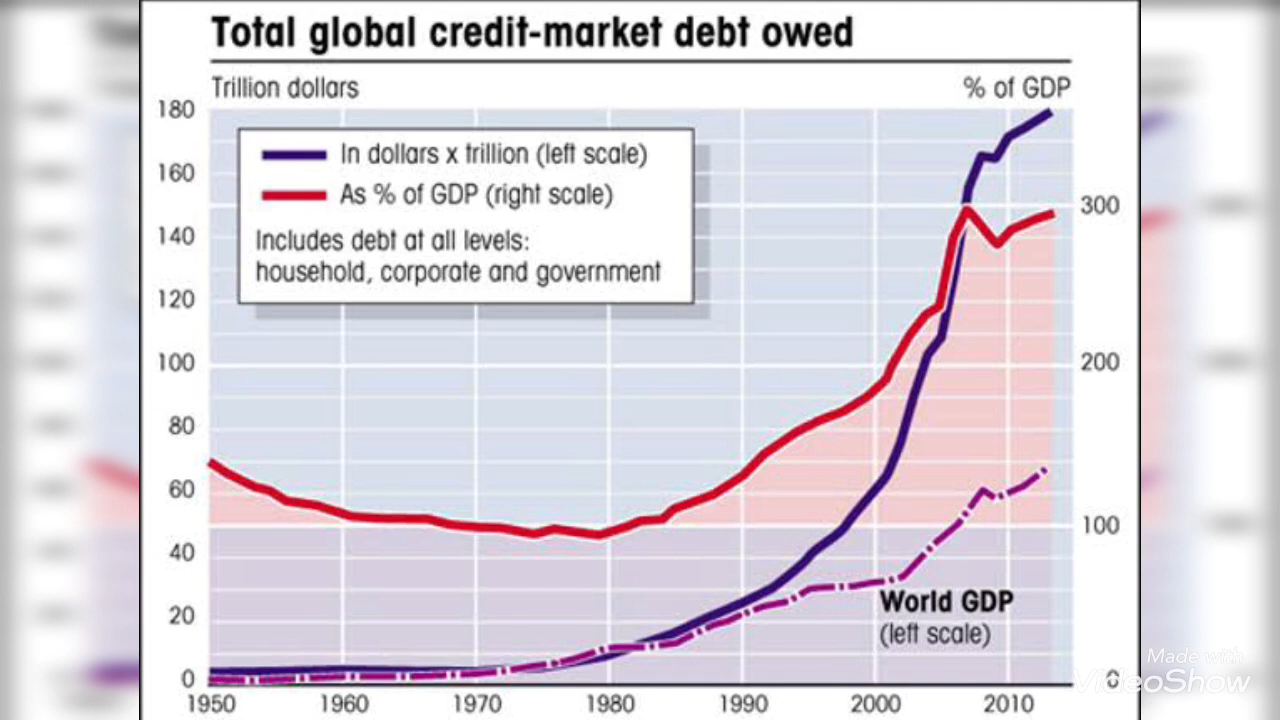 Total global credit-market debt owed
Trillion dollars
% of GDP
180
160
140
120
100
80
60
40
20
0
In dollars x trillion (left scale)
As % of GDP (right scale)
Includes debt at all levels:
household, corporate and government
300
200
100
0
World GDP
(left scale)
1950 1960 1970 1980 1990 2000 2010
Made with
VideoShow